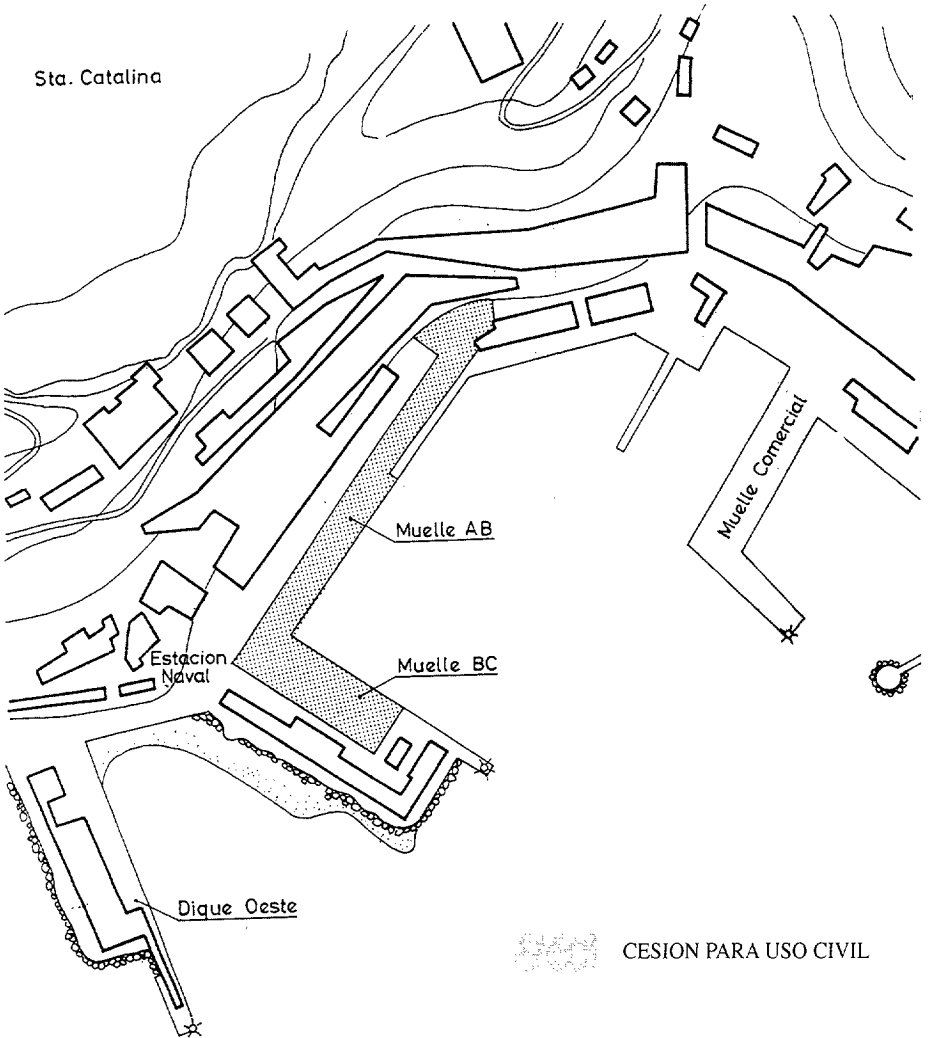 Sta. Catalina
Muelle Comercial
Muelle AB
Estacion
Naval
Muelle BC
Dique Oeste
CESION PARA USO CIVIL